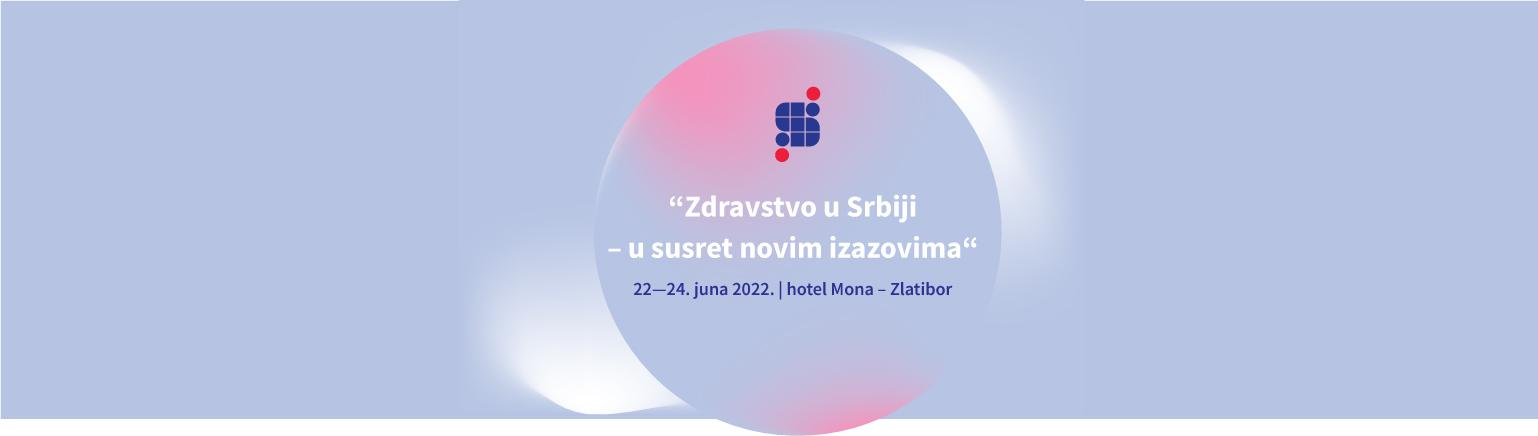 “Zdravstvo u Srbiji
– u susret novim izazovima“
22—24. juna 2022. | hotel Mona – Zlatibor